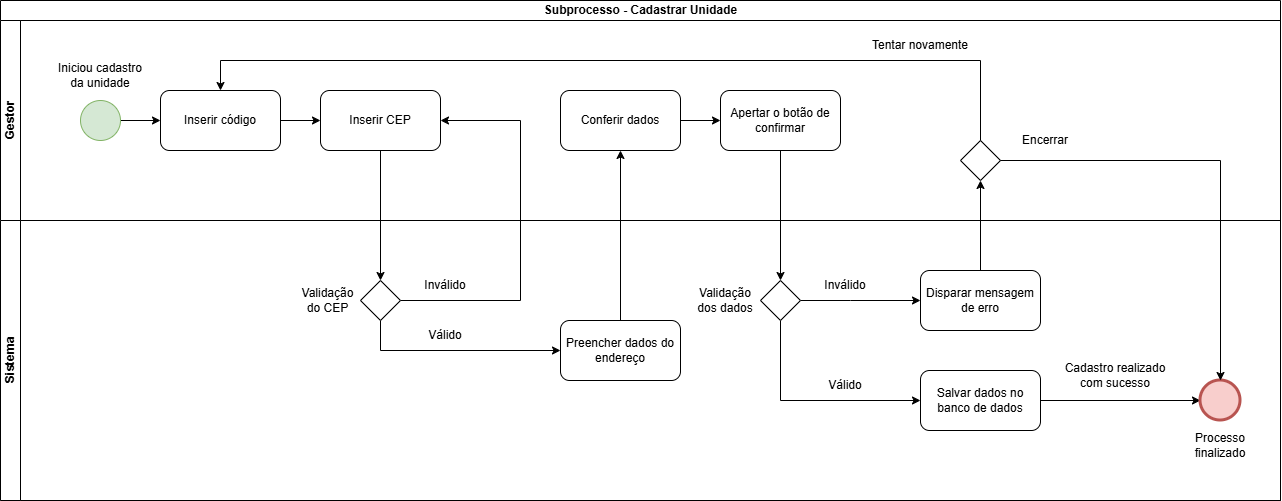 Subprocesso - Cadastrar Unidade
Gestor
Iniciou cadastro
da unidade
Inserir código
Inserir CEP
Conferir dados
Apertar o botão de
confirmar
Tentar novamente
Encerrar
Sistema
Validação
do CEP
Inválido
Válido
Preencher dados do
endereço
Validação
dos dados
Inválido
Disparar mensagem
de erro
Válido
Salvar dados no
banco de dados
Cadastro realizado
com sucesso
Processo
finalizado